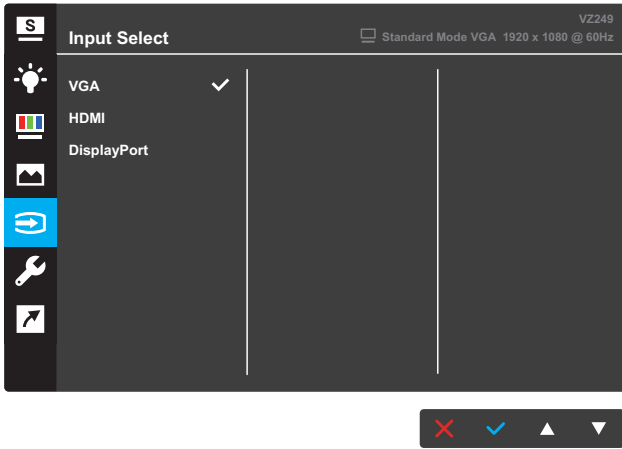 S
VZ249
Input Select
Standard Mode VGA 1920 x 1080 @ 60Hz
VGA
HDMI
DisplayPort